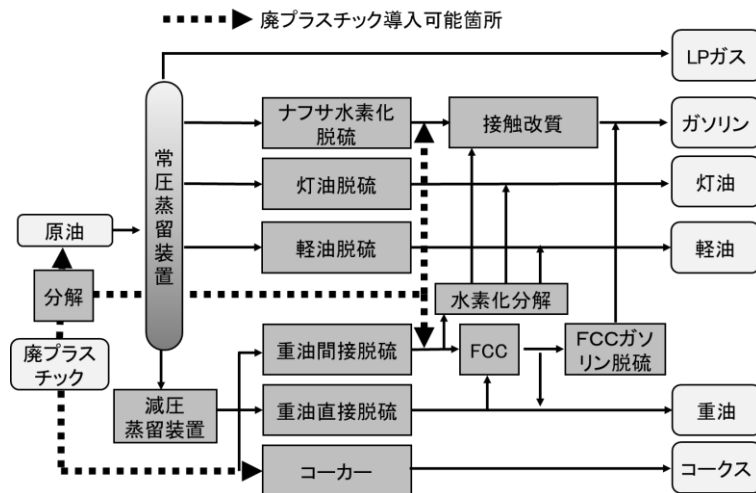 廃プラスチック導入可能箇所
LPガス
ナフサ水素化
脱硫
接触改質
ガソリン
常圧蒸留装置
灯油脱硫
灯油
原油
軽油脱硫
軽油
分解
水素化分解
廃プラス
チック
重油間接脱硫
FCC
FCCガソ
リン脱硫
減圧
蒸留装置
重油直接脱硫
重油
コーカー
コークス